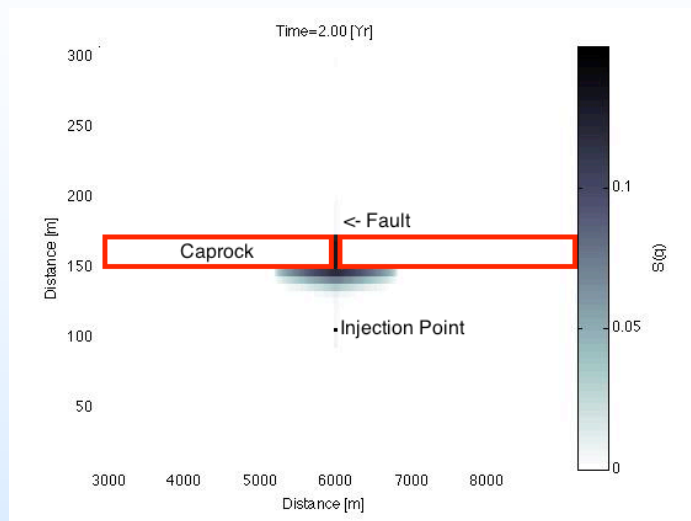 Time=2.00 [Yr]
300
250
200
150
100
50
Distance [m]
<- Fault
Caprock
Injection Point
3000 4000 5000 6000 7000 8000
Distance [m]
0.1
0.05
0
S(q)